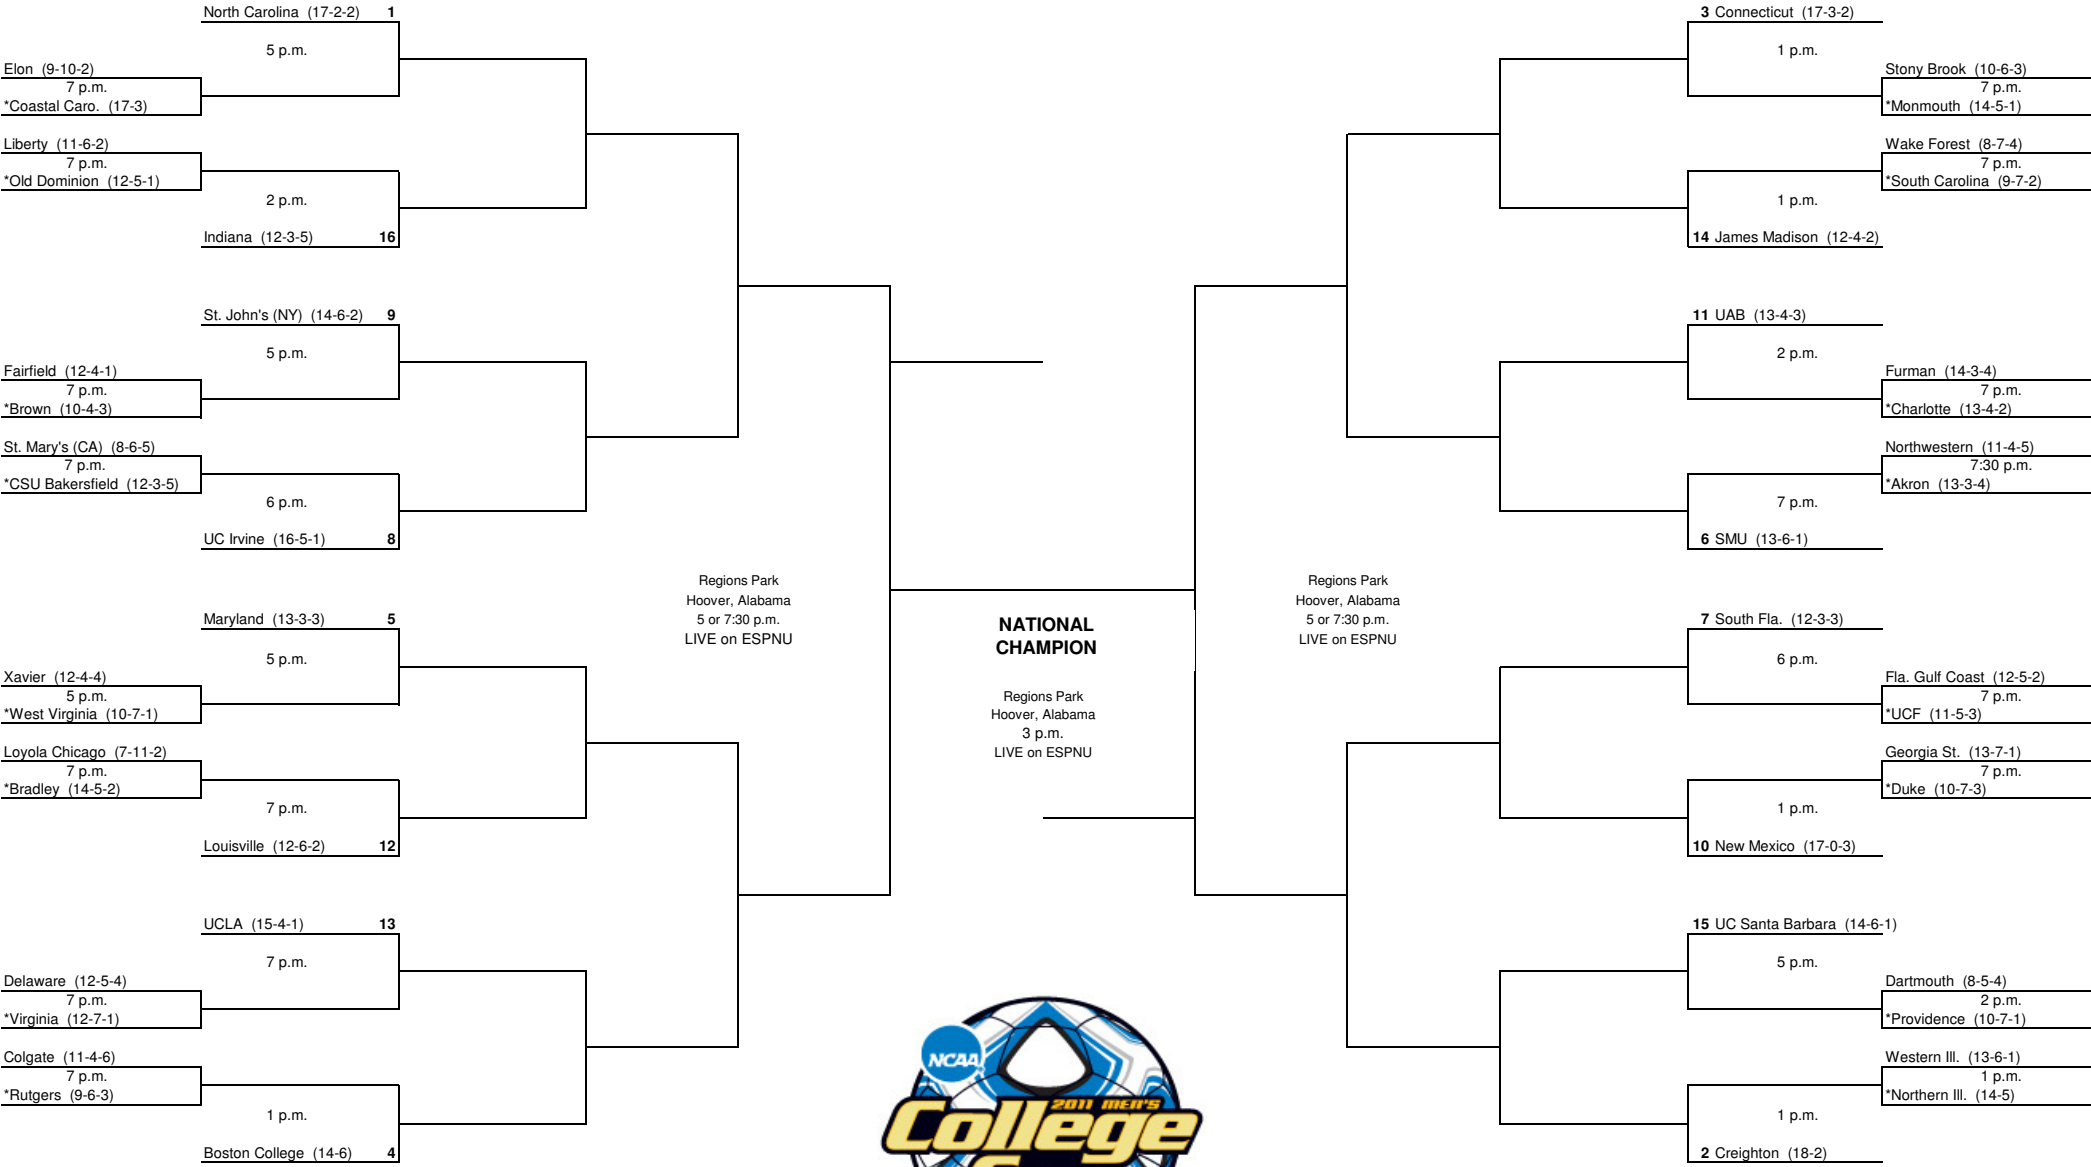 North Carolina (17-2-2) 1
5 p.m.
Elon (9-10-2)
7 p.m.
*Coastal Caro. (17-3)
Liberty (11-6-2)
7 p.m.
*Old Dominion (12-5-1)
2 p.m.
Indiana (12-3-5) 16
St. John's (NY) (14-6-2) 9
5 p.m.
Fairfield (12-4-1)
7 p.m.
*Brown (10-4-3)
St. Mary's (CA) (8-6-5)
7 p.m.
*CSU Bakersfield (12-3-5)
6 p.m.
UC Irvine (16-5-1) 8
Maryland (13-3-3) 5
5 p.m.
Xavier (12-4-4)
5 p.m.
*West Virginia (10-7-1)
Loyola Chicago (7-11-2)
7 p.m.
*Bradley (14-5-2)
7 p.m.
Louisville (12-6-2) 12
UCLA (15-4-1) 13
7 p.m.
Delaware (12-5-4)
7 p.m.
*Virginia (12-7-1)
Colgate (11-4-6)
7 p.m.
*Rutgers (9-6-3)
1 p.m.
Boston College (14-6) 4
Regions Park
Hoover, Alabama
5 or 7:30 p.m.
LIVE on ESPNU
NATIONAL
CHAMPION
Regions Park
Hoover, Alabama
3 p.m.
LIVE on ESPNU
Regions Park
Hoover, Alabama
5 or 7:30 p.m.
LIVE on ESPNU
3 Connecticut (17-3-2)
1 p.m.
Stony Brook (10-6-3)
7 p.m.
*Monmouth (14-5-1)
Wake Forest (8-7-4)
7 p.m.
*South Carolina (9-7-2)
1 p.m.
14 James Madison (12-4-2)
11 UAB (13-4-3)
2 p.m.
Furman (14-3-4)
7 p.m.
*Charlotte (13-4-2)
Northwestern (11-4-5)
7:30 p.m.
*Akron (13-3-4)
7 p.m.
6 SMU (13-6-1)
7 South Fla. (12-3-3)
6 p.m.
Fla. Gulf Coast (12-5-2)
7 p.m.
*UCF (11-5-3)
Georgia St. (13-7-1)
7 p.m.
*Duke (10-7-3)
1 p.m.
10 New Mexico (17-0-3)
15 UC Santa Barbara (14-6-1)
5 p.m.
Dartmouth (8-5-4)
2 p.m.
*Providence (10-7-1)
Western Ill. (13-6-1)
1 p.m.
*Northern Ill. (14-5)
1 p.m.
2 Creighton (18-2)
NCAA
2011 MEN'S
College